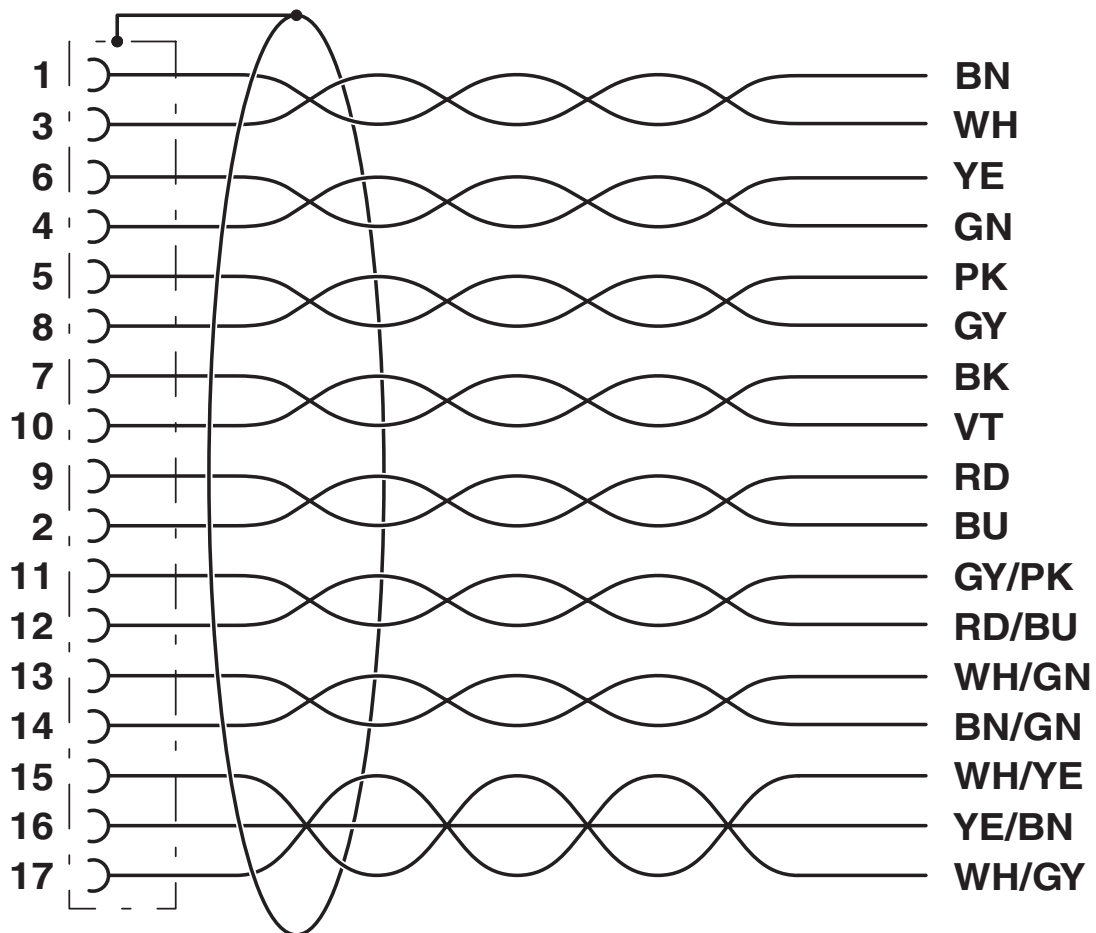 1 BN
3 WH
6 YE
4 GN
5 PK
8 GY
7 BK
10 VT
9 RD
2 BU
11 GY/PK
12 RD/BU
13 WH/GN
14 BN/GN
15 WH/YE
16 YE/BN
17 WH/GY